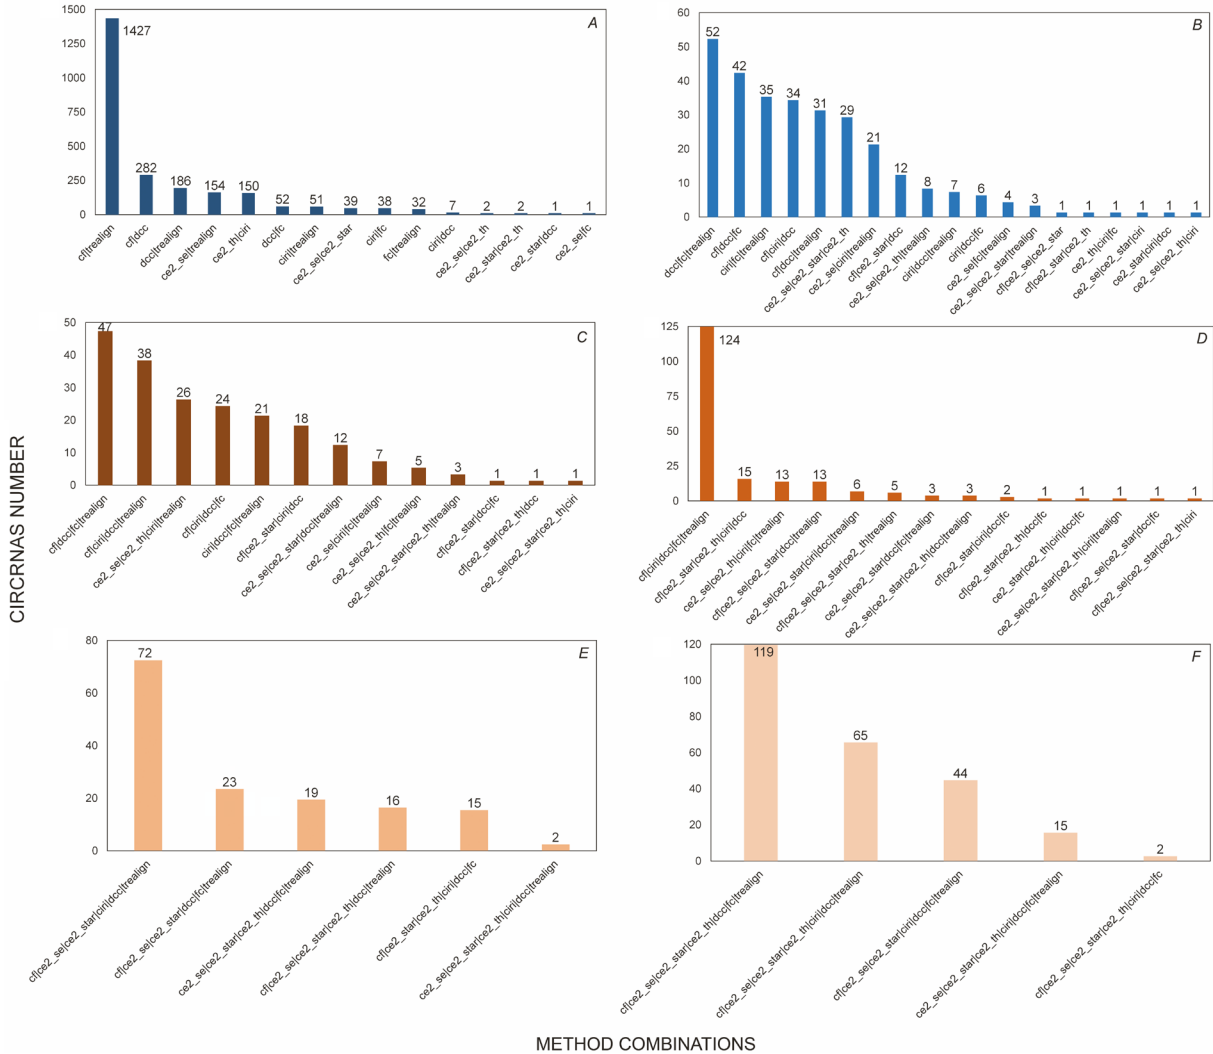 A
1500
1250
1000
750
500
250
0
1427
282
186
154
150
52
51
39
38
32
7
2
2
1
1
cf|trealign
cf|dcc
dcc|trealign
ce2_se|trealign
ce2_th|ciri
dcc|fc
ciri|trealign
ce2_se|ce2_star
ciri|fc
fc|trealign
ciri|dcc
ce2_se|ce2_th
ce2_star|ce2_th
ce2_star|dcc
ce2_se|fc
B
60
50
40
30
20
10
0
52
42
35
34
31
29
21
12
8
7
6
4
3
1
1
1
1
1
1
dcc|fc|trealign
cf|dcc|fc
ciri|fc|trealign
cf|ciri|dcc
cf|dcc|trealign
ce2_se|ce2_star|ce2_th
ce2_se|ciri|trealign
cf|ce2_star|dcc
ce2_se|ce2_th|trealign
ciri|dcc|trealign
ciri|dcc|fc
ce2_se|fc|trealign
ce2_se|ce2_star|trealign
cf|ce2_se|ce2_star
cf|ce2_star|ce2_th
ce2_th|ciri|fc
ce2_se|ce2_star|ciri
ce2_star|ciri|dcc
ce2_se|ce2_th|ciri
C
50
40
30
20
10
0
47
38
26
24
21
18
12
7
5
3
1
1
1
cf|dcc|fc|trealign
cf|ciri|dcc|trealign
ce2_se|ce2_th|ciri|trealign
cf|ciri|dcc|fc
ciri|dcc|fc|trealign
cf|ce2_star|ciri|dcc
ce2_se|ce2_star|dcc|trealign
ce2_se|ciri|fc|trealign
ce2_se|ce2_th|fc|trealign
ce2_se|ce2_star|ce2_th|trealign
cf|ce2_star|dcc|fc
cf|ce2_star|ce2_th|dcc
ce2_se|ce2_star|ce2_th|ciri
D
125
100
75
50
25
0
124
15
13
13
6
5
3
3
2
1
1
1
1
1
cf|ciri|dcc|fc|trealign
cf|ce2_star|ce2_th|ciri|dcc
ce2_se|ce2_th|ciri|fc|trealign
cf|ce2_se|ce2_star|dcc|trealign
ce2_se|ce2_star|ciri|dcc|trealign
cf|ce2_se|ce2_star|ce2_th|trealign
ce2_se|ce2_star|dcc|fc|trealign
ce2_se|ce2_star|ce2_th|dcc|trealign
cf|ce2_star|ciri|dcc|fc
cf|ce2_star|ce2_th|dcc|fc
ce2_star|ce2_th|ciri|dcc|fc
ce2_se|ce2_star|ce2_th|ciri|trealign
cf|ce2_se|ce2_star|dcc|fc
cf|ce2_se|ce2_star|ce2_th|ciri
E
80
60
40
20
0
72
23
19
16
15
2
cf|ce2_se|ce2_star|ciri|dcc|trealign
cf|ce2_se|ce2_star|dcc|fc|trealign
ce2_se|ce2_star|ce2_th|dcc|fc|trealign
cf|ce2_se|ce2_star|ce2_th|dcc|trealign
cf|ce2_star|ce2_th|ciri|dcc|fc
ce2_se|ce2_star|ce2_th|ciri|dcc|trealign
F
120
100
80
60
40
20
0
119
65
44
15
2
cf|ce2_se|ce2_star|ce2_th|dcc|fc|trealign
cf|ce2_se|ce2_star|ce2_th|ciri|dcc|trealign
cf|ce2_se|ce2_star|ciri|dcc|fc|trealign
ce2_se|ce2_star|ce2_th|ciri|dcc|fc|trealign
cf|ce2_se|ce2_star|ce2_th|ciri|dcc|fc
CIRCRNAS NUMBER
METHOD COMBINATIONS